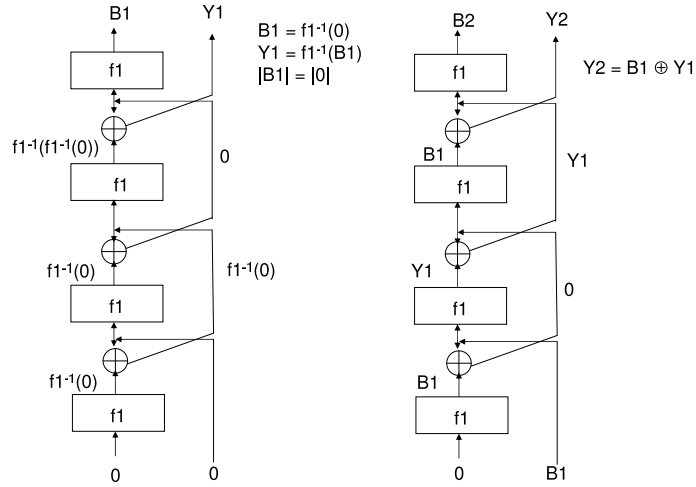 B1 Y1
B1 = f1⁻¹(0)
Y1 = f1⁻¹(B1)
|B1| = |0|
f1
f1⁻¹(f1⁻¹(0))
0
f1
f1⁻¹(0)
f1⁻¹(0)
f1
f1⁻¹(0)
f1
0 0
B2 Y2
Y2 = B1 ⊕ Y1
f1
B1
Y1
f1
Y1
0
f1
B1
f1
0 B1